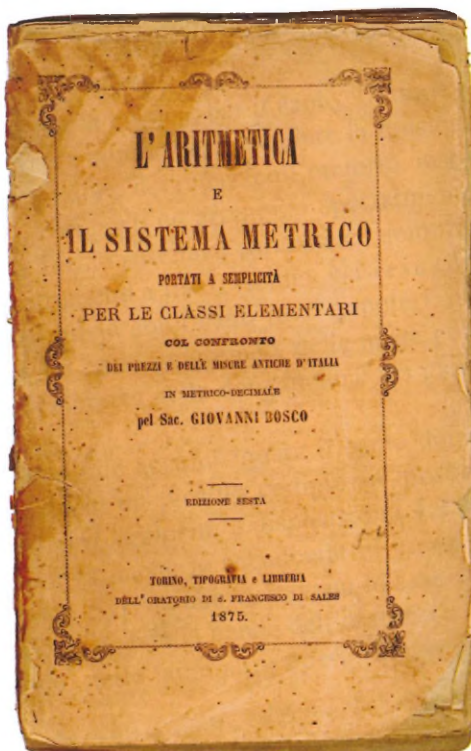 L'ARITMETICA
E
IL SISTEMA METRICO
PORTATI A SEMPLICITÀ
PER LE CLASSI ELEMENTARI
COL CONFRONTO
DEI PREZZI E DELLE MISURE ANTICHE D'ITALIA
IN METRICO-DECIMALE
pel Sac. GIOVANNI BOSCO
EDIZIONE SESTA
TORINO, TIPOGRAFIA e LIBRERIA
DELL'ORATORIO DI s. FRANCESCO DI SALES
1875.